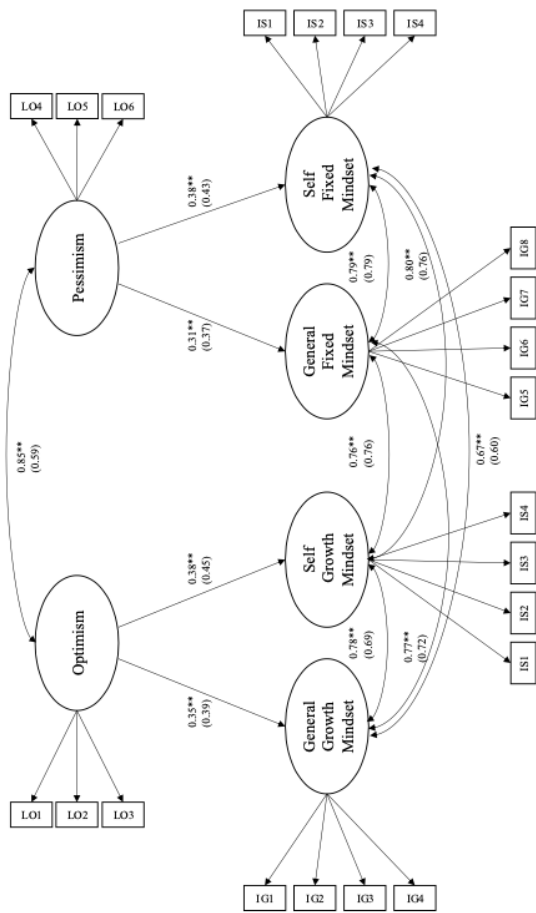 0.85**
(0.59)
LO1
LO2
LO3
Optimism
Pessimism
LO4
LO5
LO6
0.35**
(0.39)
0.38**
(0.45)
0.31**
(0.37)
0.38**
(0.43)
IG1
IG2
IG3
IG4
General
Growth
Mindset
Self
Growth
Mindset
General
Fixed
Mindset
Self
Fixed
Mindset
IS1
IS2
IS3
IS4
0.78**
(0.69)
0.76**
(0.76)
0.79**
(0.79)
0.77**
(0.72)
0.80**
(0.76)
0.67**
(0.60)
IS1
IS2
IS3
IS4
IG5
IG6
IG7
IG8